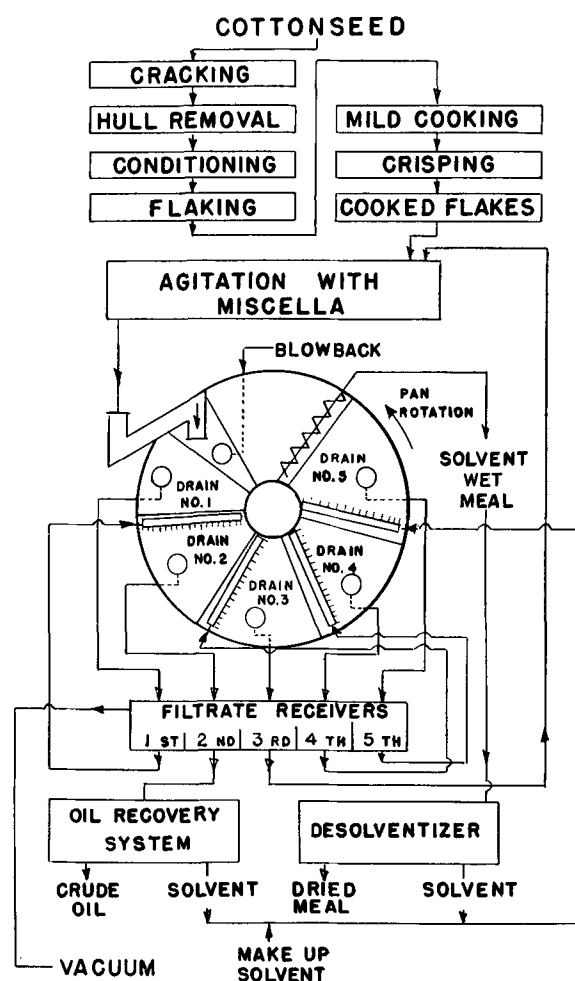 COTTONSEED
CRACKING
HULL REMOVAL
CONDITIONING
FLAKING
MILD COOKING
CRISPING
COOKED FLAKES
AGITATION WITH
MISCELLA
BLOWBACK
PAN
ROTATION
SOLVENT
WET
MEAL
DRAIN
NO.1
DRAIN
NO.2
DRAIN
NO.3
DRAIN
NO.4
DRAIN
NO.5
FILTRATE RECEIVERS
1 ST 2 ND 3 RD 4 TH 5 TH
OIL RECOVERY
SYSTEM
DESOLVENTIZER
CRUDE
OIL
SOLVENT
DRIED
MEAL
SOLVENT
MAKE UP
SOLVENT
VACUUM